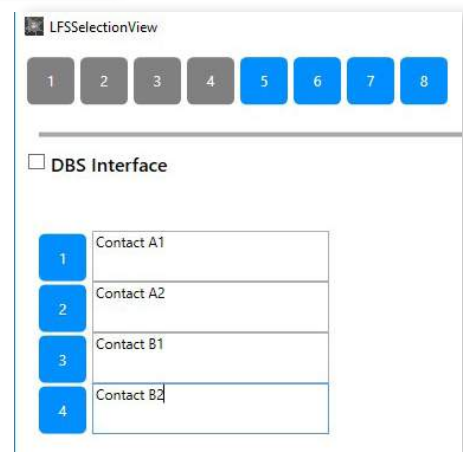 LFSSelectionView
1 2 3 4 5 6 7 8
DBS Interface
1 Contact A1
2 Contact A2
3 Contact B1
4 Contact B2